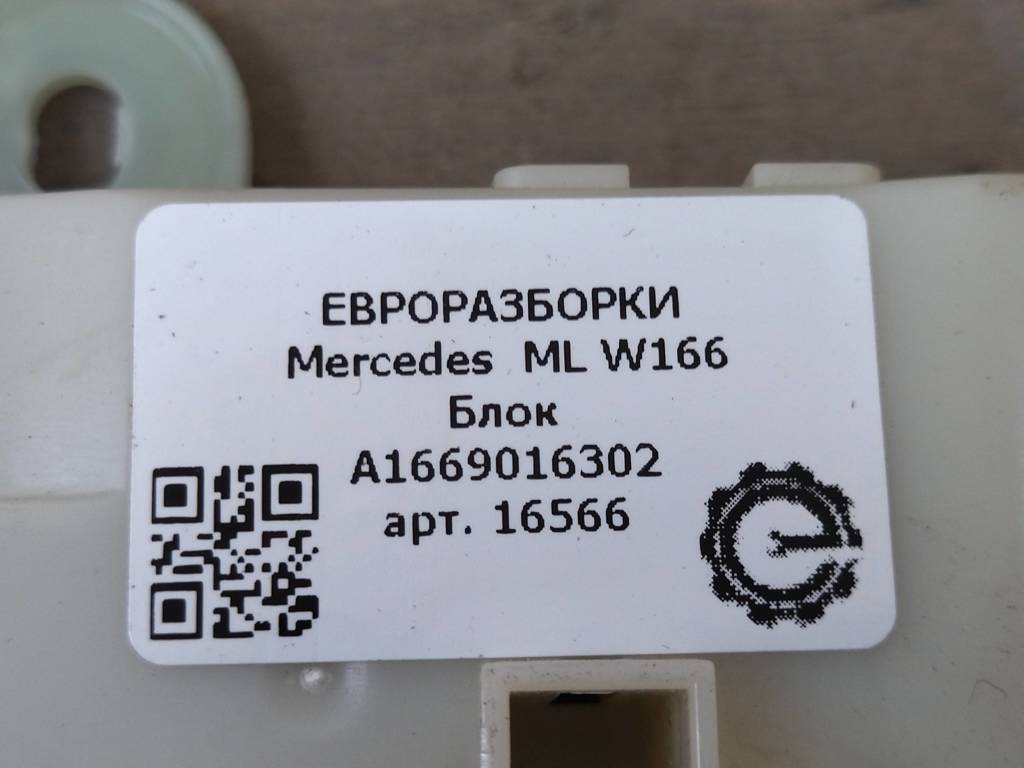 ЕВРОРАЗБОРКИ
Mercedes ML W166
Блок
A1669016302
арт. 16566